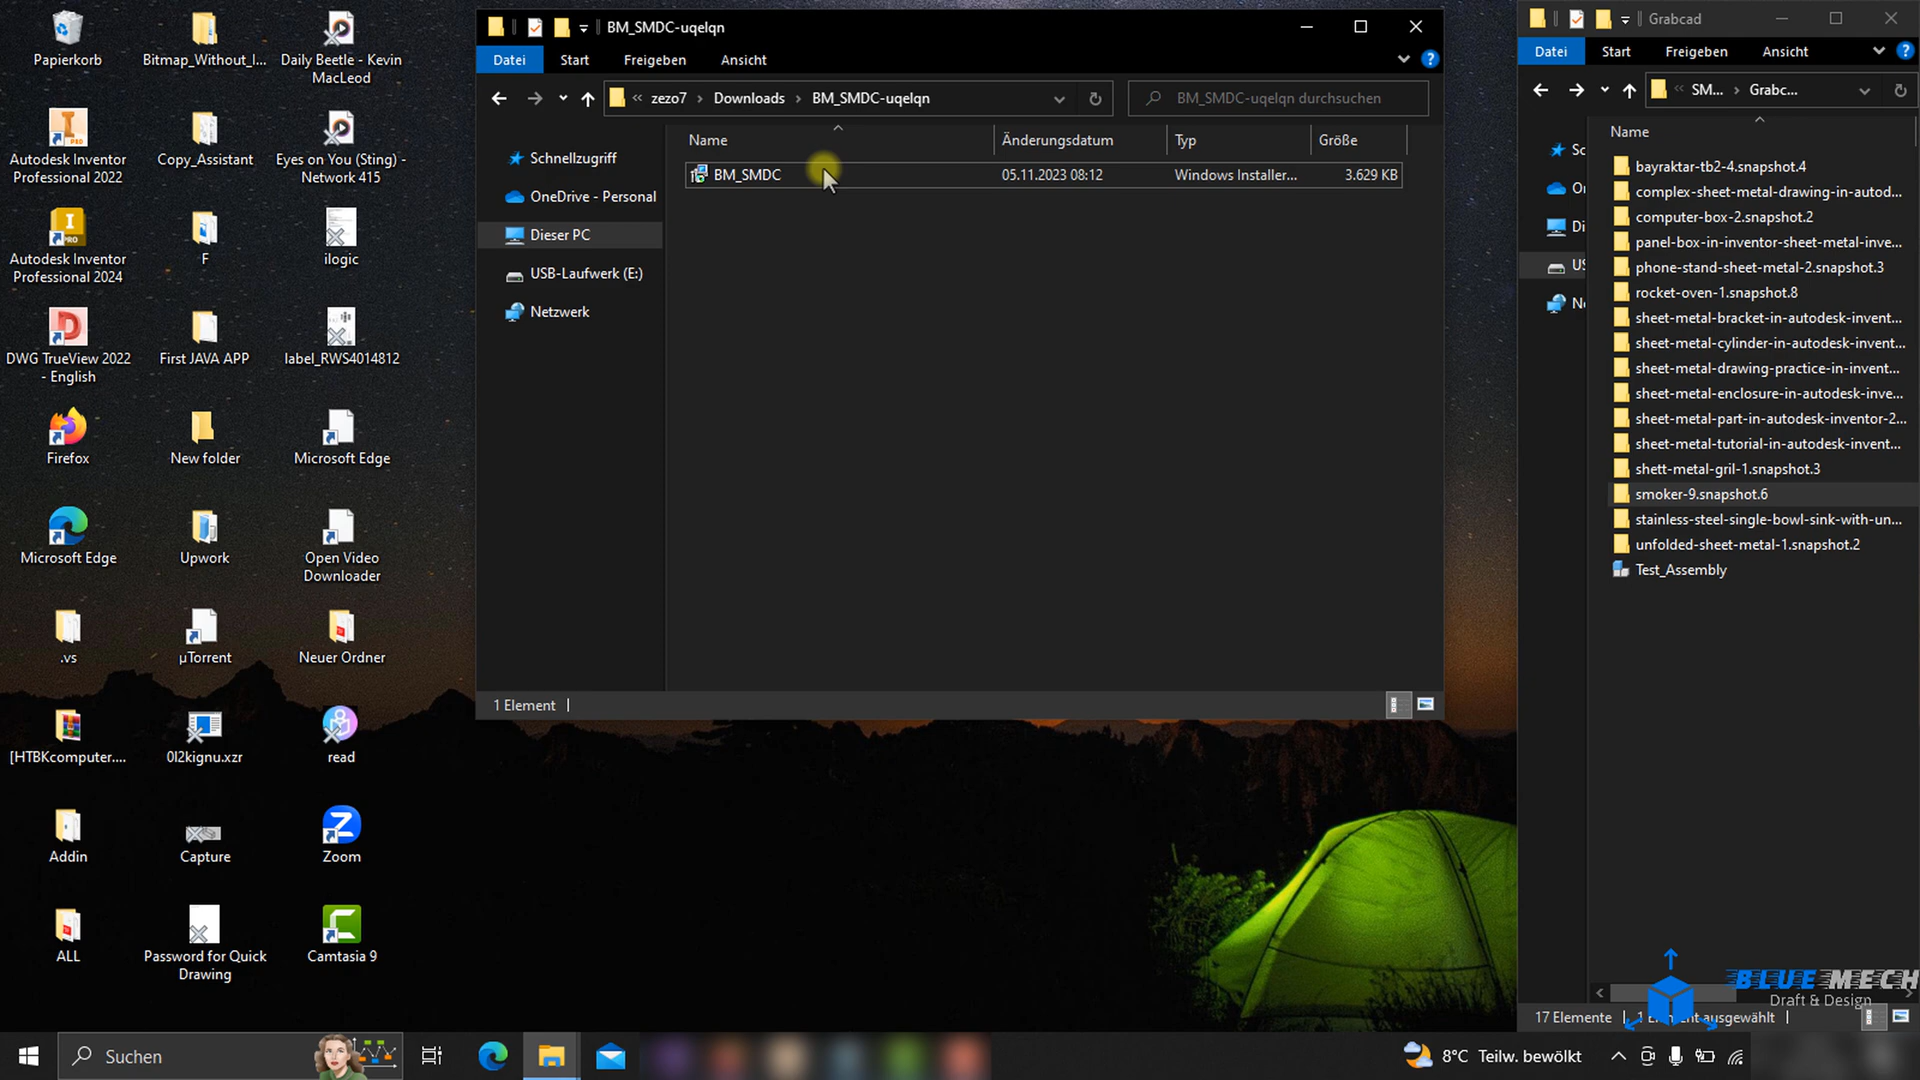 Papierkorb
Bitmap_Without_I...
Daily Beetle - Kevin
MacLeod
Autodesk Inventor
Professional 2022
Copy_Assistant
Eyes on You (Sting) -
Network 415
Autodesk Inventor
Professional 2024
F
ilogic
DWG TrueView 2022
- English
First JAVA APP
label_RWS4014812
Firefox
New folder
Microsoft Edge
Microsoft Edge
Upwork
Open Video
Downloader
.vs
µTorrent
Neuer Ordner
[HTBKcomputer....
0l2kignu.xzr
read
Addin
Capture
Zoom
ALL
Password for Quick
Drawing
Camtasia 9
BM_SMDC-uqelqn
Datei
Start
Freigeben
Ansicht
zezo7
Downloads
BM_SMDC-uqelqn
BM_SMDC-uqelqn durchsuchen
Schnellzugriff
OneDrive - Personal
Dieser PC
USB-Laufwerk (E:)
Netzwerk
Name
Änderungsdatum
Typ
Größe
BM_SMDC
05.11.2023 08:12
Windows Installer...
3.629 KB
1 Element
Grabcad
Datei
Start
Freigeben
Ansicht
SM...
Grabc...
Name
bayraktar-tb2-4.snapshot.4
complex-sheet-metal-drawing-in-autod...
computer-box-2.snapshot.2
panel-box-in-inventor-sheet-metal-inve...
phone-stand-sheet-metal-2.snapshot.3
rocket-oven-1.snapshot.8
sheet-metal-bracket-in-autodesk-invent...
sheet-metal-cylinder-in-autodesk-invent...
sheet-metal-drawing-practice-in-invent...
sheet-metal-enclosure-in-autodesk-inve...
sheet-metal-part-in-autodesk-inventor-2...
sheet-metal-tutorial-in-autodesk-invent...
shett-metal-gril-1.snapshot.3
smoker-9.snapshot.6
stainless-steel-single-bowl-sink-with-un...
unfolded-sheet-metal-1.snapshot.2
Test_Assembly
BLUE MECH
Draft & Design
17 Elemente
1 Element ausgewählt
Suchen
8°C Teilw. bewölkt